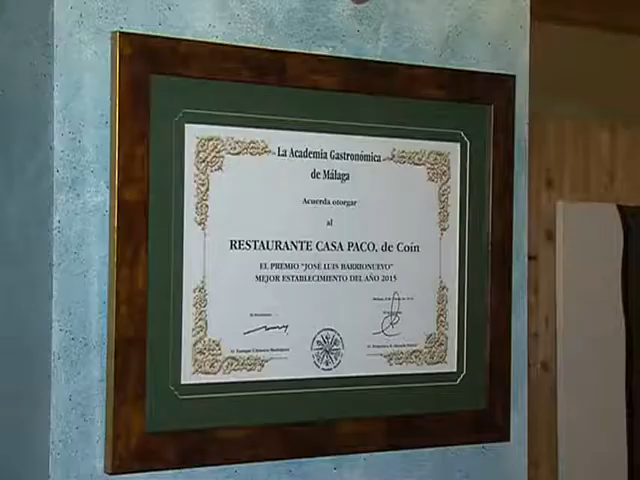 La Academia Gastronómica
de Málaga
Acuerda otorgar
al
RESTAURANTE CASA PACO, de Coín
EL PREMIO "JOSÉ LUIS BARRIONUEVO"
MEJOR ESTABLECIMIENTO DEL AÑO 2015